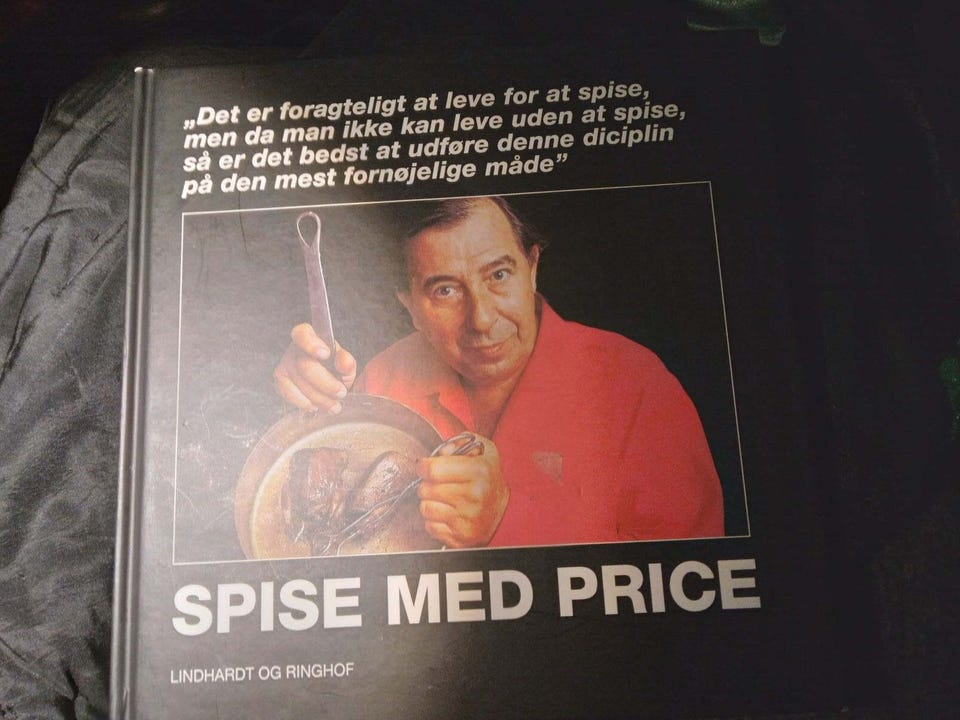 „Det er foragteligt at leve for at spise,
men da man ikke kan leve uden at spise,
så er det bedst at udføre denne diciplin
på den mest fornøjelige måde”
SPISE MED PRICE
LINDHARDT OG RINGHOF